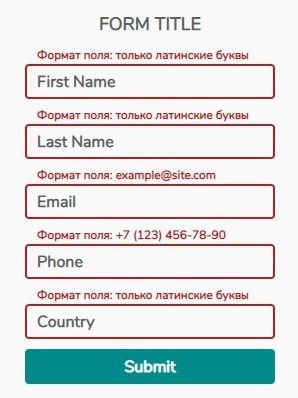 FORM TITLE
Формат поля: только латинские буквы
First Name
Формат поля: только латинские буквы
Last Name
Формат поля: example@site.com
Email
Формат поля: +7 (123) 456-78-90
Phone
Формат поля: только латинские буквы
Country
Submit